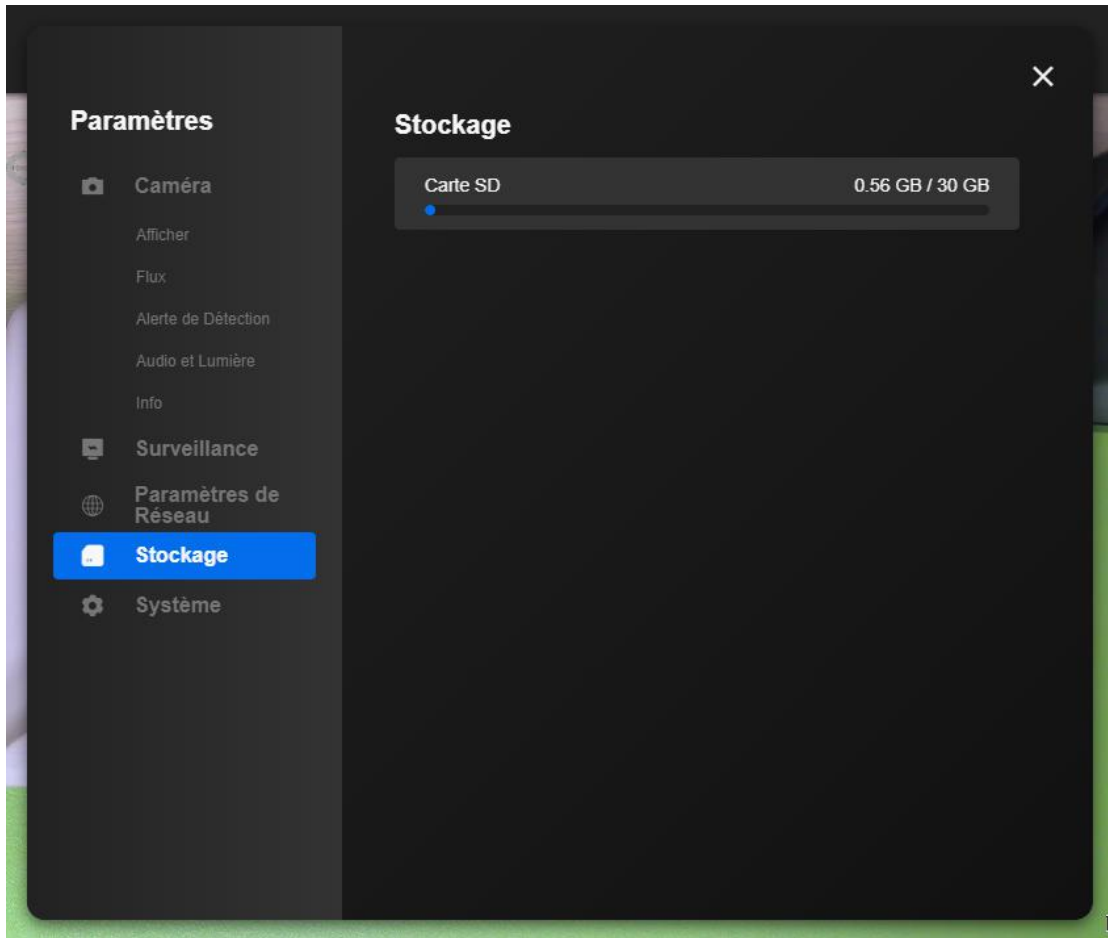 Paramètres
Caméra
Afficher
Flux
Alerte de Détection
Audio et Lumière
Info
Surveillance
Paramètres de
Réseau
Stockage
Système
Stockage
Carte SD 0.56 GB / 30 GB